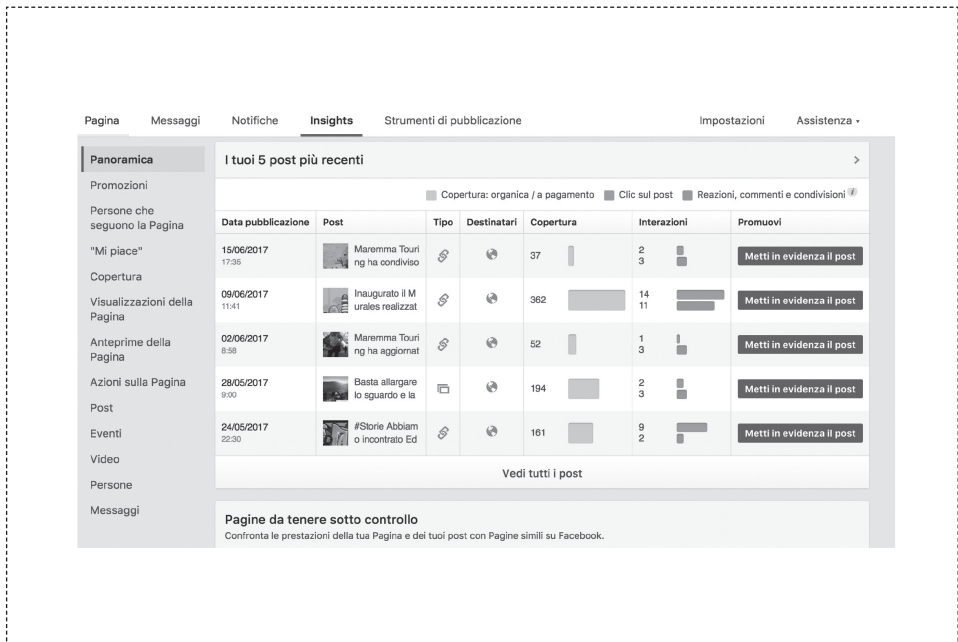 Pagina Messaggi Notifiche Insights Strumenti di pubblicazione Impostazioni Assistenza
Panoramica
Promozioni
Persone che
seguono la Pagina
"Mi piace"
Copertura
Visualizzazioni della
Pagina
Anteprime della
Pagina
Azioni sulla Pagina
Post
Eventi
Video
Persone
Messaggi
I tuoi 5 post più recenti
Copertura: organica / a pagamento Clic sul post Reazioni, commenti e condivisioni i
Data pubblicazione Post Tipo Destinatari Copertura Interazioni Promuovi
15/06/2017
17:35
Maremma Touri
ng ha condiviso
37
2
3
Metti in evidenza il post
09/06/2017
11:41
Inaugurato il M
urales realizzat
362
14
11
Metti in evidenza il post
02/06/2017
8:58
Maremma Touri
ng ha aggiornat
52
1
3
Metti in evidenza il post
28/05/2017
9:00
Basta allargare
lo sguardo e la
194
2
3
Metti in evidenza il post
24/05/2017
22:30
#Storie Abbiam
o incontrato Ed
161
9
2
Metti in evidenza il post
Vedi tutti i post
Pagine da tenere sotto controllo
Confronta le prestazioni della tua Pagina e dei tuoi post con Pagine simili su Facebook.